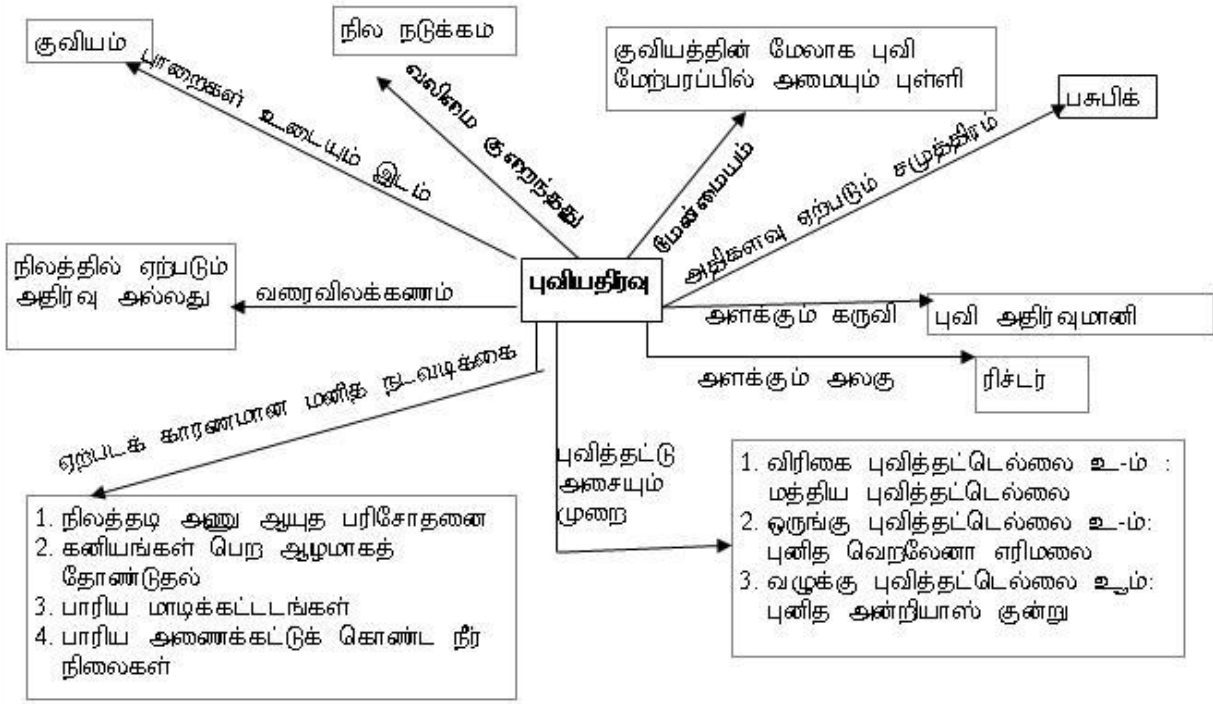 குவியம்
பாறைகள் உடையும் இடம்
நில நடுக்கம்
வலிமை குறைந்தது
குவியத்தின் மேலாக புவி
மேற்பரப்பில் அமையும் புள்ளி
மேன்மையம்
பசுபிக்
அதிகளவு ஏற்படும் சமுத்திரம்
புவியதிர்வு
நிலத்தில் ஏற்படும்
அதிர்வு அல்லது
வரைவிலக்கணம்
அளக்கும் கருவி
புவி அதிர்வுமானி
அளக்கும் அலகு
ரிச்டர்
ஏற்படக் காரணமான மனித நடவடிக்கை
1. நிலத்தடி அணு ஆயுத பரிசோதனை
2. கனியங்கள் பெற ஆழமாகத்
தோண்டுதல்
3. பாரிய மாடிக்கட்டடங்கள்
4. பாரிய அணைக்கட்டுக் கொண்ட நீர்
நிலைகள்
புவித்தட்டு
அசையும்
முறை
1. விரிகை புவித்தட்டெல்லை உ-ம் :
மத்திய புவித்தட்டெல்லை
2. ஒருங்கு புவித்தட்டெல்லை உ-ம்:
புனித வெறலேனா எரிமலை
3. வழுக்கு புவித்தட்டெல்லை உ_ம்:
புனித அன்றியாஸ் குன்று